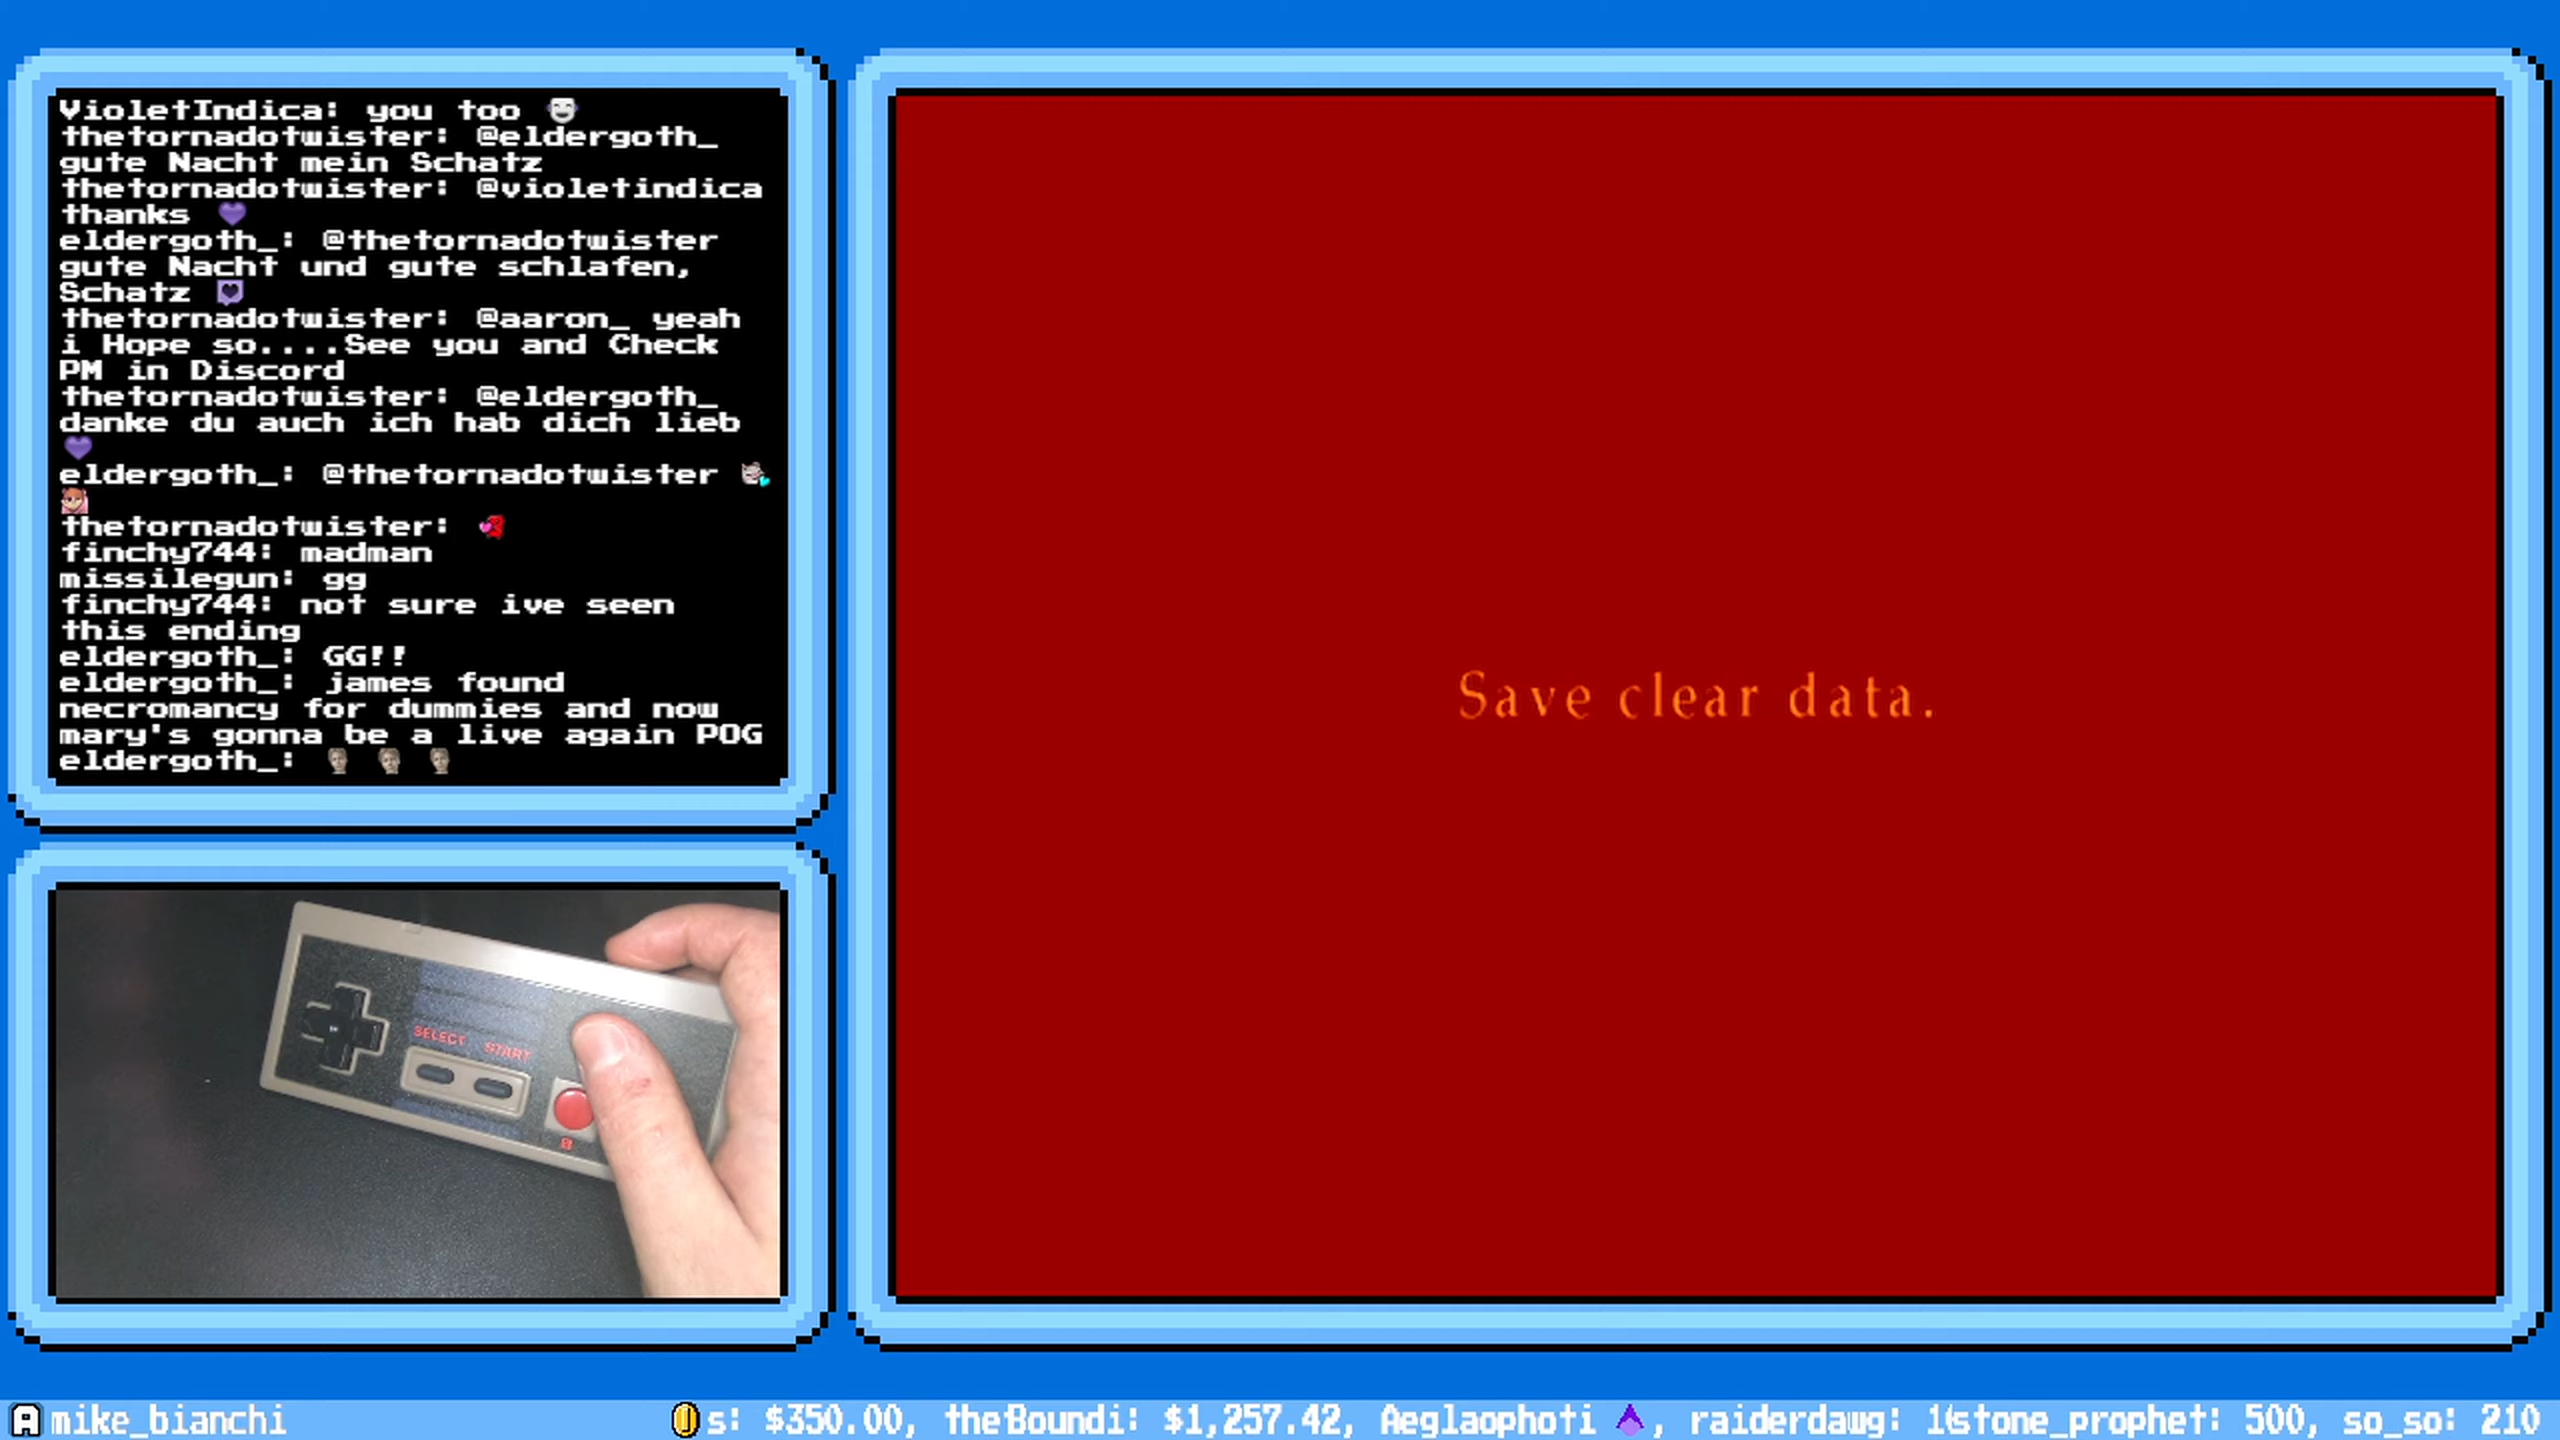 VioletIndica: you too
thetornadotwister: @eldergoth_
gute Nacht mein Schatz
thetornadotwister: @violetindica
thanks
eldergoth_: @thetornadotwister
gute Nacht und gute schlafen,
Schatz
thetornadotwister: @aaron_ yeah
i Hope so....See you and Check
PM in Discord
thetornadotwister: @eldergoth_
danke du auch ich hab dich lieb
eldergoth_: @thetornadotwister
thetornadotwister:
finchy744: madman
missilegun: gg
finchy744: not sure ive seen
this ending
eldergoth_: GG!!
eldergoth_: james found
necromancy for dummies and now
mary's gonna be a live again POG
eldergoth_:
Save clear data.
SELECT START
B
A mike_bianchi
s: $350.00, theBoundi: $1,257.42, Aeglaophoti , raiderdawg: stone_prophet: 500, so_so: 210